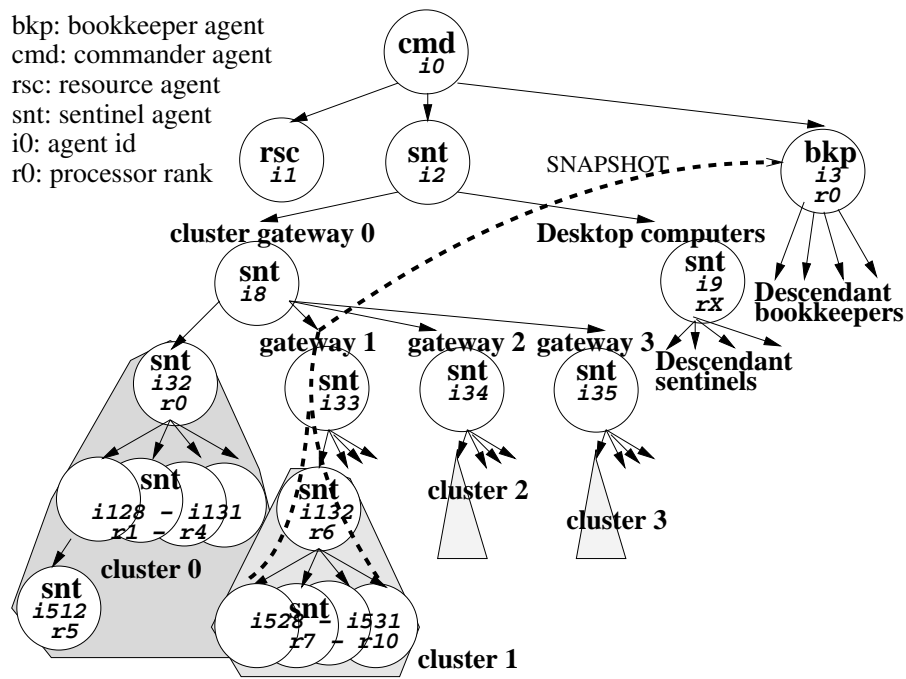 bkp: bookkeeper agent
cmd: commander agent
rsc: resource agent
snt: sentinel agent
i0: agent id
r0: processor rank
cmd
i0
rsc
i1
snt
i2
SNAPSHOT
bkp
i3
r0
cluster gateway 0
Desktop computers
snt
i8
snt
i9
rX
Descendant
bookkeepers
gateway 1
gateway 2
gateway 3
Descendant
sentinels
snt
i32
r0
snt
i33
snt
i34
snt
i35
snt
i128 - i131
r1 - r4
snt
i132
r6
cluster 2
cluster 3
cluster 0
snt
i512
r5
snt
i528 - i531
r7 - r10
cluster 1